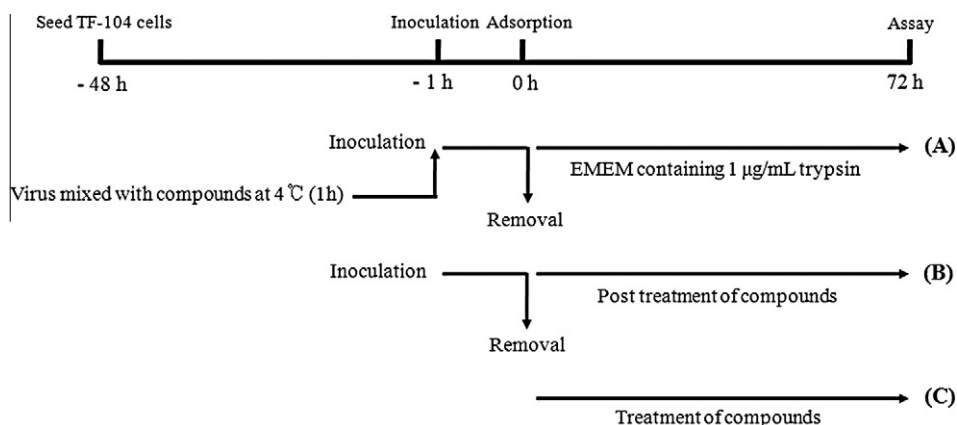 Seed TF-104 cells Inoculation Adsorption Assay
- 48 h - 1 h 0 h 72 h
Inoculation (A)
EMEM containing 1 μg/mL trypsin
Virus mixed with compounds at 4℃ (1h)
Removal
Inoculation (B)
Post treatment of compounds
Removal
(C)
Treatment of compounds